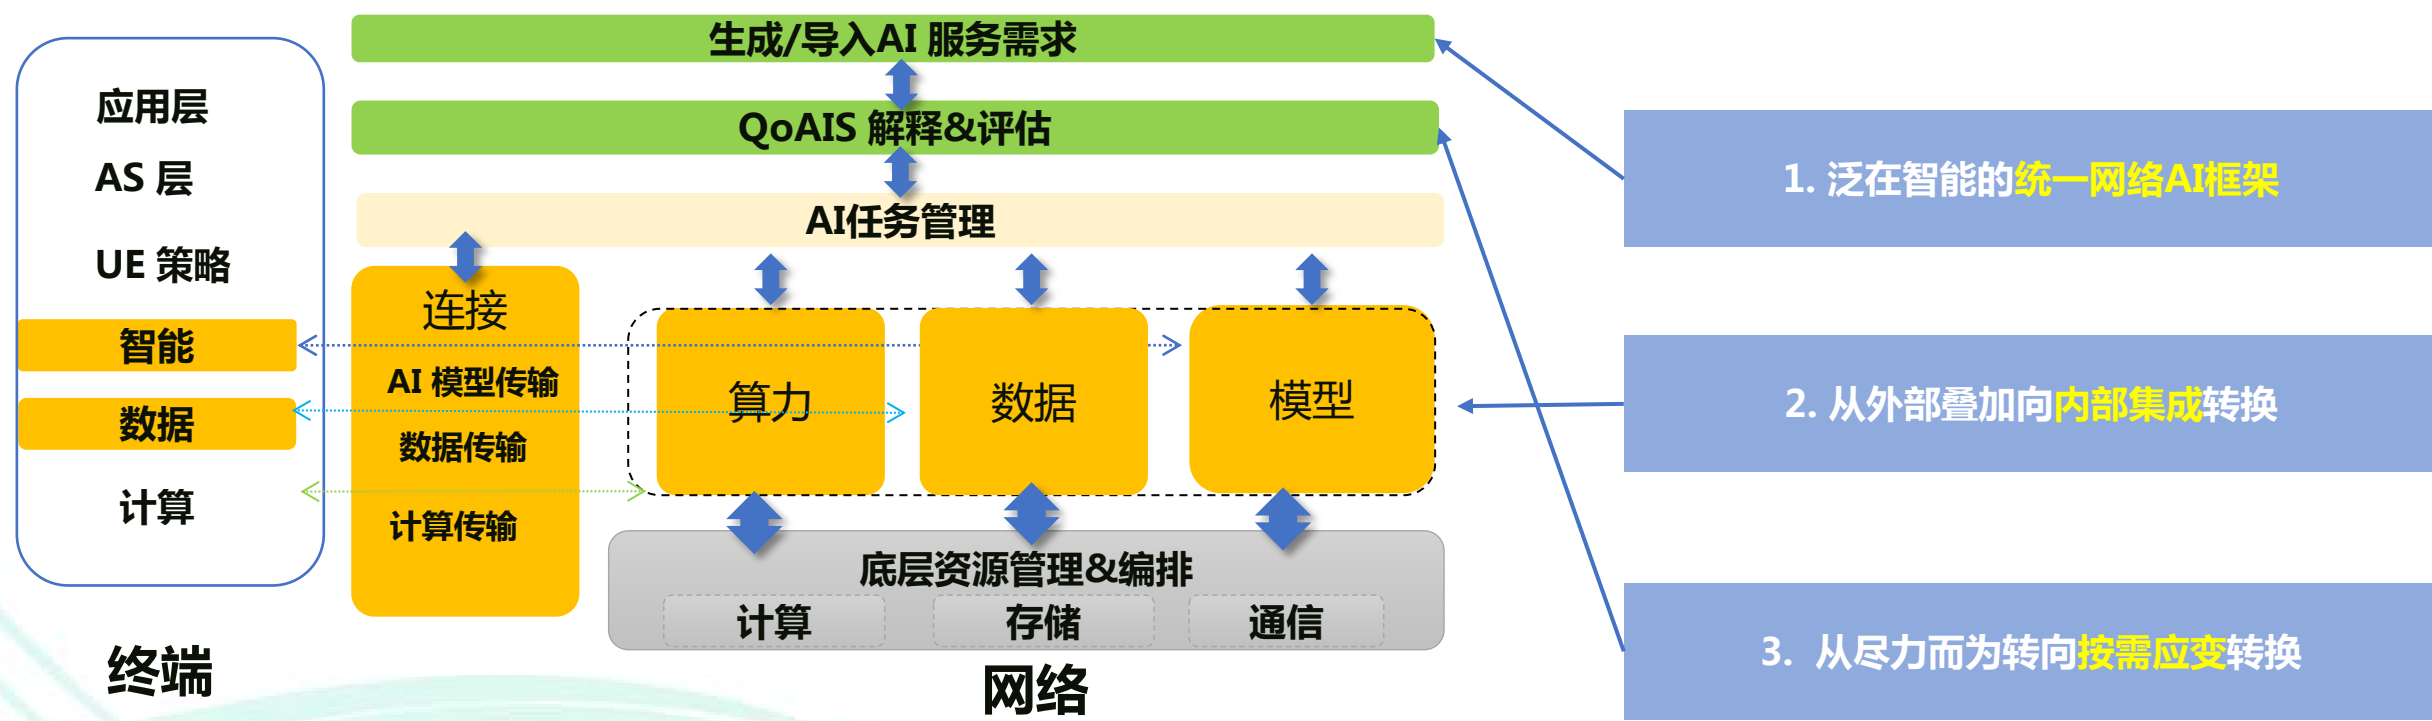 生成/导入AI 服务需求
QoAIS 解释&评估
AI任务管理
应用层
AS 层
UE 策略
智能
数据
计算
终端
连接
AI 模型传输
数据传输
计算传输
算力
数据
模型
底层资源管理&编排
计算
存储
通信
网络
1. 泛在智能的统一网络AI框架
2. 从外部叠加向内部集成转换
3. 从尽力而为转向按需应变转换